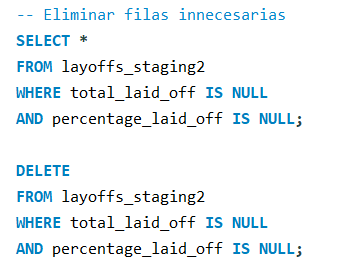 -- Eliminar filas innecesarias
SELECT *
FROM layoffs_staging2
WHERE total_laid_off IS NULL
AND percentage_laid_off IS NULL;

DELETE
FROM layoffs_staging2
WHERE total_laid_off IS NULL
AND percentage_laid_off IS NULL;